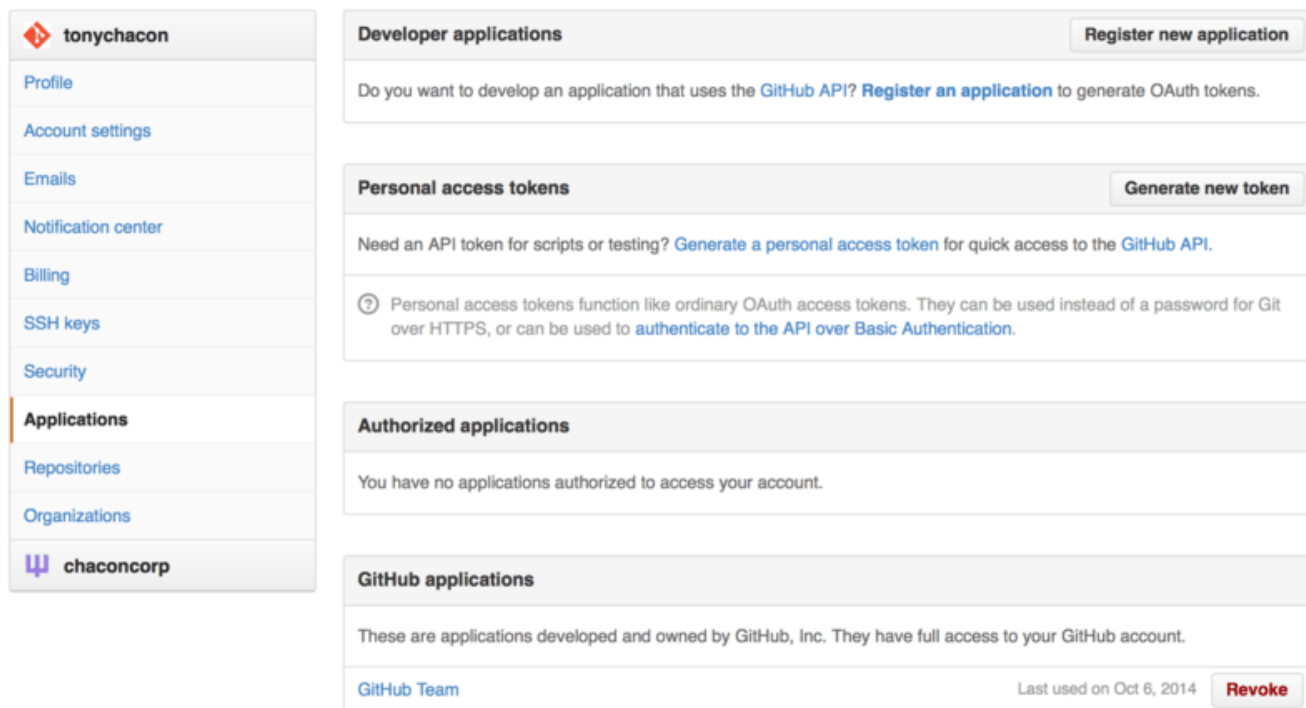 tonychacon
Profile
Account settings
Emails
Notification center
Billing
SSH keys
Security
Applications
Repositories
Organizations
chaconcorp
Developer applications
Register new application
Do you want to develop an application that uses the GitHub API? Register an application to generate OAuth tokens.
Personal access tokens
Generate new token
Need an API token for scripts or testing? Generate a personal access token for quick access to the GitHub API.
Personal access tokens function like ordinary OAuth access tokens. They can be used instead of a password for Git
over HTTPS, or can be used to authenticate to the API over Basic Authentication.
Authorized applications
You have no applications authorized to access your account.
GitHub applications
These are applications developed and owned by GitHub, Inc. They have full access to your GitHub account.
GitHub Team
Last used on Oct 6, 2014
Revoke